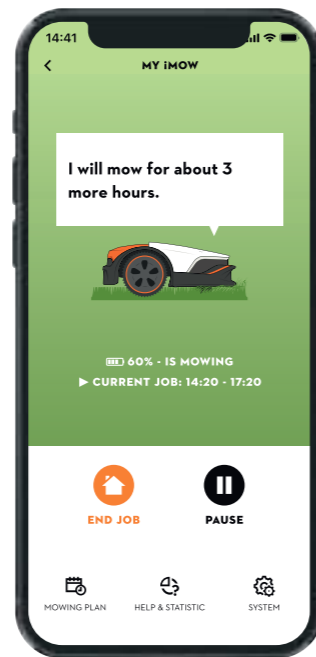 14:41
MY iMOW
I will mow for about 3
more hours.
60% - IS MOWING
▶ CURRENT JOB: 14:20 - 17:20
END JOB
PAUSE
MOWING PLAN
HELP & STATISTIC
SYSTEM